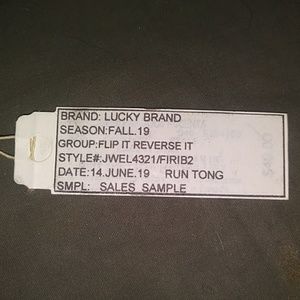 BRAND: LUCKY BRAND
SEASON:FALL.19
GROUP:FLIP IT REVERSE IT
STYLE#:JWEL4321/FIRIB2
DATE:14.JUNE.19 RUN TONG
SMPL: SALES SAMPLE